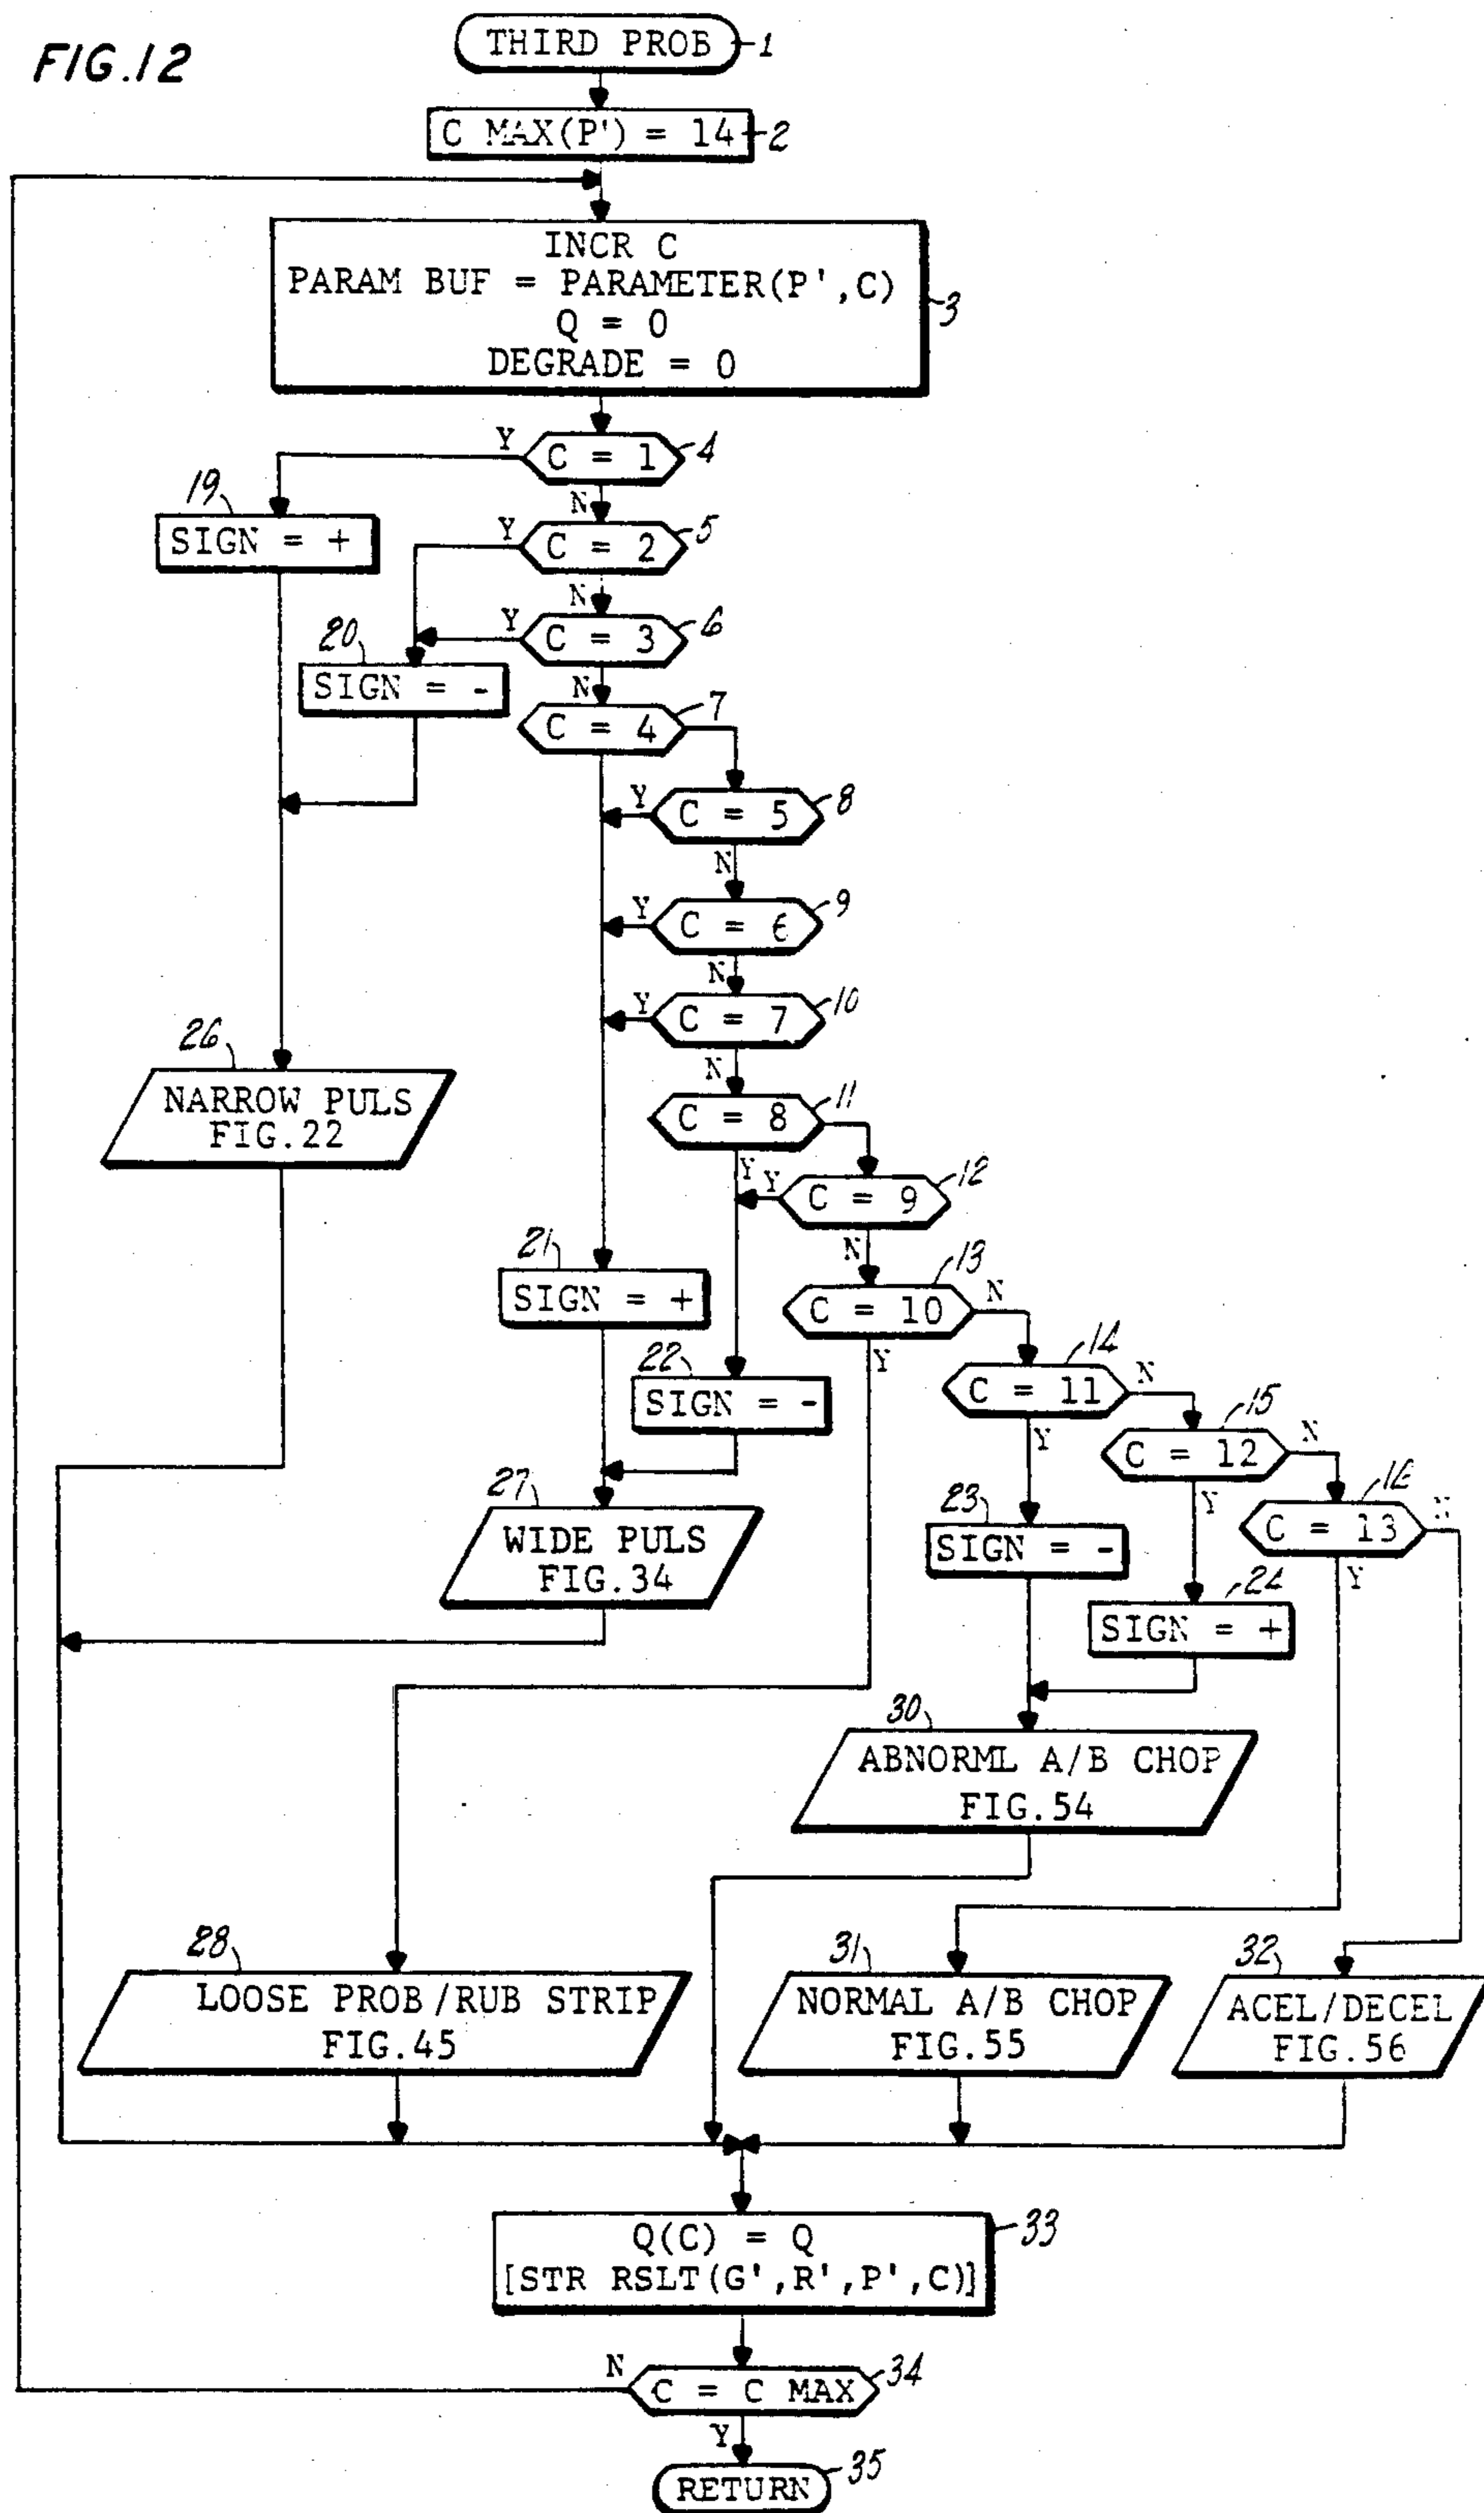 FIG.12
THIRD PROB
1
C MAX(P') = 14
2
INCR C
PARAM BUF = PARAMETER(P',C)
Q = 0
DEGRADE = 0
3
Y
C = 1
4
N
19
SIGN = +
Y
C = 2
5
N
Y
C = 3
6
20
SIGN = -
N
C = 4
7
Y
C = 5
8
N
Y
C = 6
9
N
Y
C = 7
10
N
26
NARROW PULS
FIG.22
C = 8
11
Y
Y
C = 9
12
N
21
SIGN = +
C = 10
13
N
Y
22
SIGN = -
C = 11
14
N
Y
C = 12
15
N
Y
27
WIDE PULS
FIG.34
23
SIGN = -
C = 13
16
N
Y
24
SIGN = +
30
ABNORML A/B CHOP
FIG.54
28
LOOSE PROB/RUB STRIP
FIG.45
31
NORMAL A/B CHOP
FIG.55
32
ACEL/DECEL
FIG.56
Q(C) = Q
[STR RSLT(G',R',P',C)]
33
N
C = C MAX
34
Y
RETURN
35